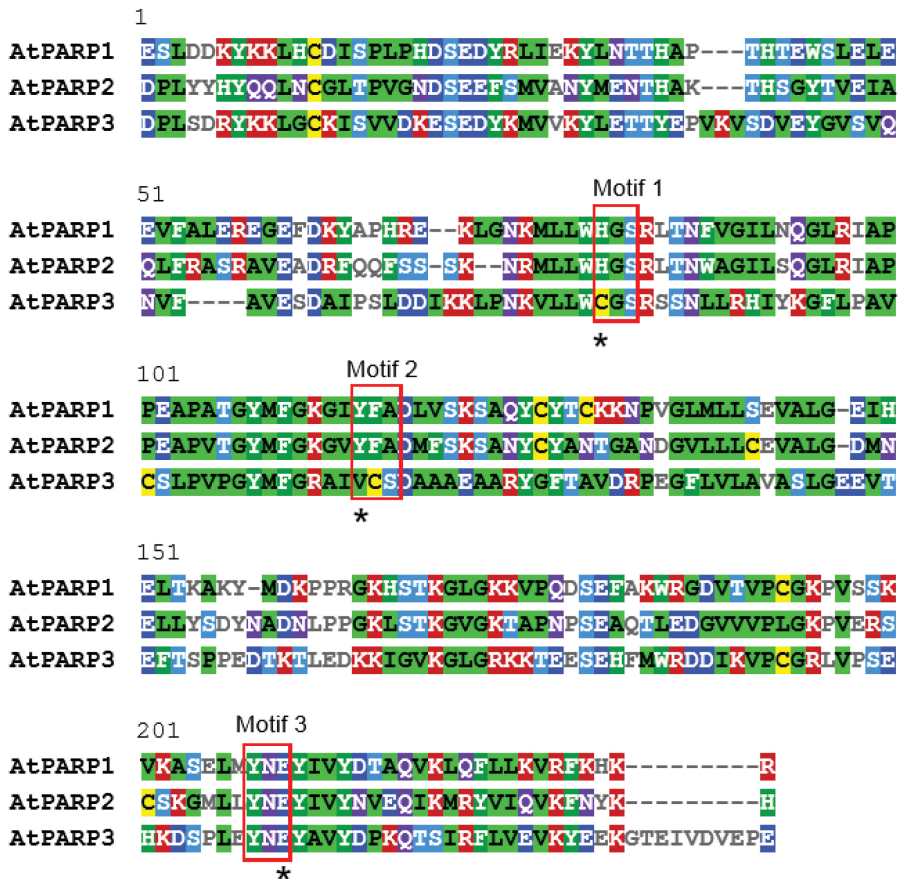 1
AtPARP1 ESLDDKYKKLHCDISPLPHDSEDYRLIEKYLNTTHAP---THTEWSLELE
AtPARP2 DPLYYHYQQLNCGLTPVGNDSEEFSMVANYMENTHAK---THSGYTVEIA
AtPARP3 DPLSDRYKKLGCKISVVDKESEDYKMVVKYLETTYEPVKVSDVEYGVSVQ
51
Motif 1
AtPARP1 EVFALEREGEFDKYAPHRE--KLGNKMLLWHGSRLTNFVGILNQGLRIAP
AtPARP2 QLFRASRAVEADRFQQFSS-SK--NRMLLWHGSRLTNWAGILSQGLRIAP
AtPARP3 NVF----AVESDAIPSLDDIKKLPNKVLLWCGSRSSNLLRHIYKGFLPAV
*
101
Motif 2
AtPARP1 PEAPATGYMFGKGIYFADLVSKSAQYCYTCKKNPVGLMLLSEVALG-EIH
AtPARP2 PEAPVTGYMFGKGVYFADMFSKSANYCYANTGANDGVLLLCEVALG-DMN
AtPARP3 CSLPVPGYMFGRAIVCSDAAAEAARYGFTAVDRPEGFLVLAVASLGEEVT
*
151
AtPARP1 ELTKAKY-MDKPPRGKHSTKGLGKKVPQDSEFAKWRGDVTVPCGKPVSSK
AtPARP2 ELLYSDYNADNLPPGKLSTKGVGKTAPNPSEAQTLEDGVVVPLGKPVERS
AtPARP3 EFTSPPEDTKTLEDKKIGVKGLGRKKTEESEHFMWRDDIKVPCGRLVPSE
201
Motif 3
AtPARP1 VKASELMYNEYIVYDTAQVKLQFLLKVRFKHK---------R
AtPARP2 CSKGMLIYNEYIVYNVEQIKMRYVIQVKFNYK---------H
AtPARP3 HKDSPLEYNEYAVYDPKQTSIRFLVEVKYEEKGTEIVDVEPE
*